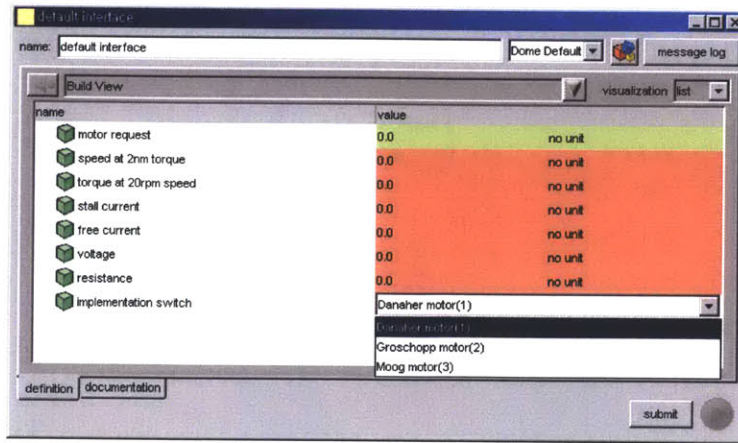 default interface
name: default interface Dome Default message log
Build View visualization list
name value
motor request 0.0 no unit
speed at 2nm torque 0.0 no unit
torque at 20rpm speed 0.0 no unit
stall current 0.0 no unit
free current 0.0 no unit
voltage 0.0 no unit
resistance 0.0 no unit
implementation switch Danaher motor(1)
Danaher motor(1)
Groschopp motor(2)
Moog motor(3)
definition documentation
submit